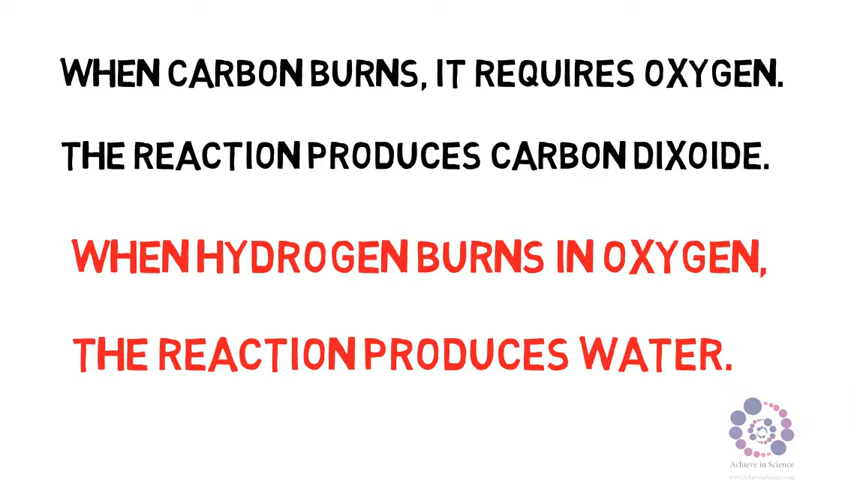 WHEN CARBON BURNS, IT REQUIRES OXYGEN.
THE REACTION PRODUCES CARBON DIXOIDE.
WHEN HYDROGEN BURNS IN OXYGEN,
THE REACTION PRODUCES WATER.
Achieve in Science